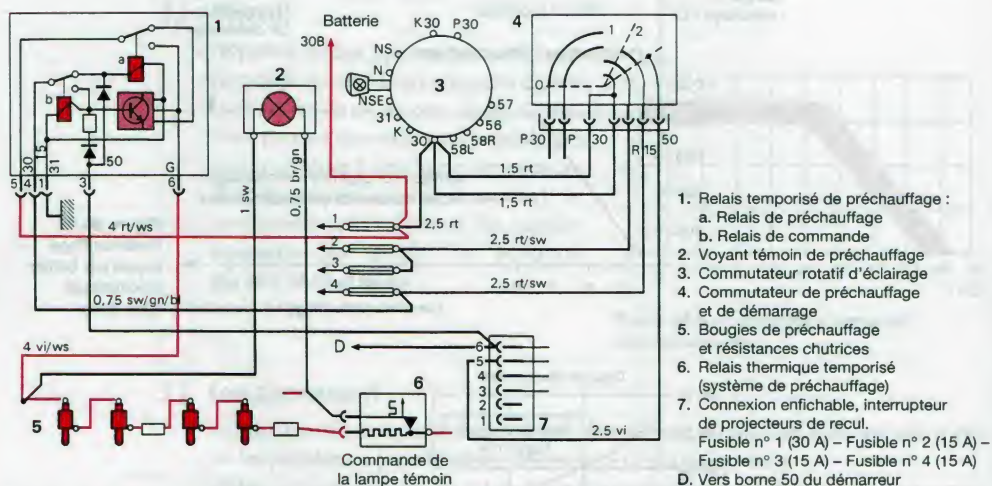 1
a
b
30
15
31
50
G
5 4 1 3 6
2
Batterie
30B
K30 P30
NS
N
NSE
31
K
30
58L
58R
56
57
3
4
0
1
2
P30 P 30 R 15 50
1,5 rt
1,5 rt
1 sw
0,75 br/gn
4 rt/ws
1
2,5 rt
2
2,5 rt/sw
3
4
2,5 rt/sw
0,75 sw/gn/bl
4 vi/ws
D
6
5
4
3
2
1
7
2,5 vi
5
6
Commande de
la lampe témoin
1. Relais temporisé de préchauffage :
a. Relais de préchauffage
b. Relais de commande
2. Voyant témoin de préchauffage
3. Commutateur rotatif d'éclairage
4. Commutateur de préchauffage
et de démarrage
5. Bougies de préchauffage
et résistances chutrices
6. Relais thermique temporisé
(système de préchauffage)
7. Connexion enfichable, interrupteur
de projecteurs de recul.
Fusible n° 1 (30 A) – Fusible n° 2 (15 A) –
Fusible n° 3 (15 A) – Fusible n° 4 (15 A)
D. Vers borne 50 du démarreur